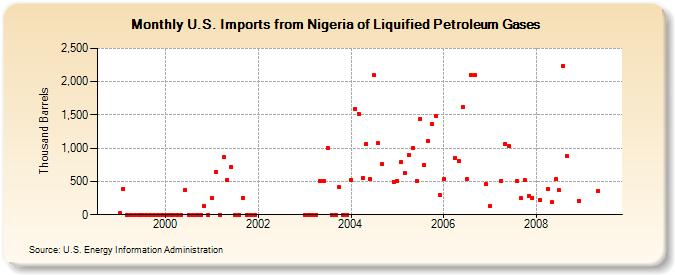 Monthly U.S. Imports from Nigeria of Liquified Petroleum Gases
Thousand Barrels
2,500
2,000
1,500
1,000
500
0
2000 2002 2004 2006 2008
Source: U.S. Energy Information Administration